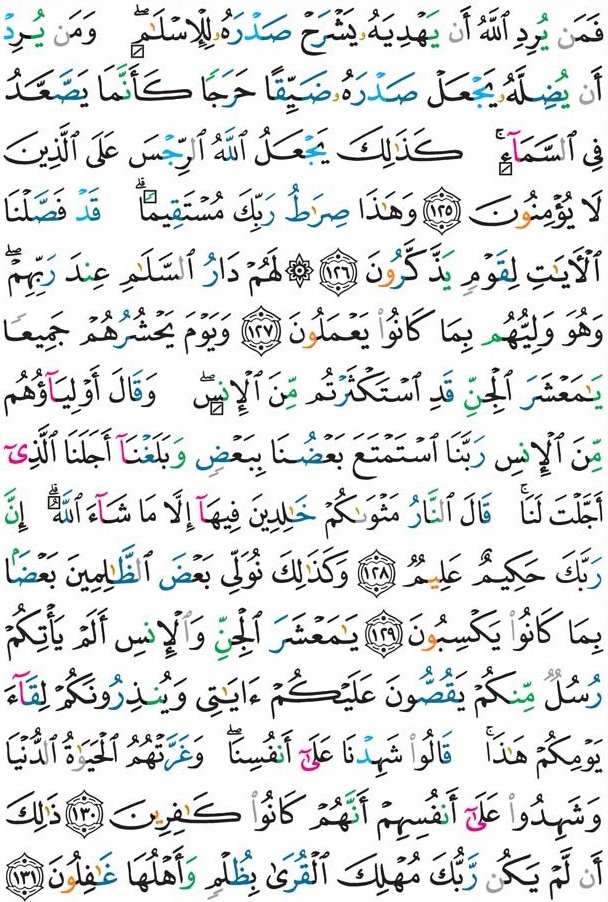 فَمَن يُرِدِ ٱللَّهُ أَن يَهْدِيَهُۥ يَشْرَحْ صَدْرَهُۥ لِلْإِسْلَٰمِ ۖ وَمَن يُرِدْ
أَن يُضِلَّهُۥ يَجْعَلْ صَدْرَهُۥ ضَيِّقًا حَرَجًا كَأَنَّمَا يَصَّعَّدُ
فِى ٱلسَّمَآءِ ۚ كَذَٰلِكَ يَجْعَلُ ٱللَّهُ ٱلرِّجْسَ عَلَى ٱلَّذِينَ
لَا يُؤْمِنُونَ ١٢٥ وَهَٰذَا صِرَٰطُ رَبِّكَ مُسْتَقِيمًا ۗ قَدْ فَصَّلْنَا
ٱلْأَيَٰتِ لِقَوْمٍ يَذَّكَّرُونَ ١٢٦ ۞ لَهُمْ دَارُ ٱلسَّلَٰمِ عِندَ رَبِّهِمْ ۖ
وَهُوَ وَلِيُّهُم بِمَا كَانُوا۟ يَعْمَلُونَ ١٢٧ وَيَوْمَ يَحْشُرُهُمْ جَمِيعًا
يَٰمَعْشَرَ ٱلْجِنِّ قَدِ ٱسْتَكْثَرْتُم مِّنَ ٱلْإِنسِ ۖ وَقَالَ أَوْلِيَآؤُهُم
مِّنَ ٱلْإِنسِ رَبَّنَا ٱسْتَمْتَعَ بَعْضُنَا بِبَعْضٍ وَبَلَغْنَآ أَجَلَنَا ٱلَّذِىٓ
أَجَّلْتَ لَنَا ۚ قَالَ ٱلنَّارُ مَثْوَىٰكُمْ خَٰلِدِينَ فِيهَآ إِلَّا مَا شَآءَ ٱللَّهُ ۗ إِنَّ
رَبَّكَ حَكِيمٌ عَلِيمٌ ١٢٨ وَكَذَٰلِكَ نُوَلِّى بَعْضَ ٱلظَّٰلِمِينَ بَعْضًۢا
بِمَا كَانُوا۟ يَكْسِبُونَ ١٢٩ يَٰمَعْشَرَ ٱلْجِنِّ وَٱلْإِنسِ أَلَمْ يَأْتِكُمْ
رُسُلٌ مِّنكُمْ يَقُصُّونَ عَلَيْكُمْ ءَايَٰتِى وَيُنذِرُونَكُمْ لِقَآءَ
يَوْمِكُمْ هَٰذَا ۚ قَالُوا۟ شَهِدْنَا عَلَىٰٓ أَنفُسِنَا ۖ وَغَرَّتْهُمُ ٱلْحَيَوٰةُ ٱلدُّنْيَا
وَشَهِدُوا۟ عَلَىٰٓ أَنفُسِهِمْ أَنَّهُمْ كَانُوا۟ كَٰفِرِينَ ١٣٠ ذَٰلِكَ
أَن لَّمْ يَكُن رَّبُّكَ مُهْلِكَ ٱلْقُرَىٰ بِظُلْمٍ وَأَهْلُهَا غَٰفِلُونَ ١٣١